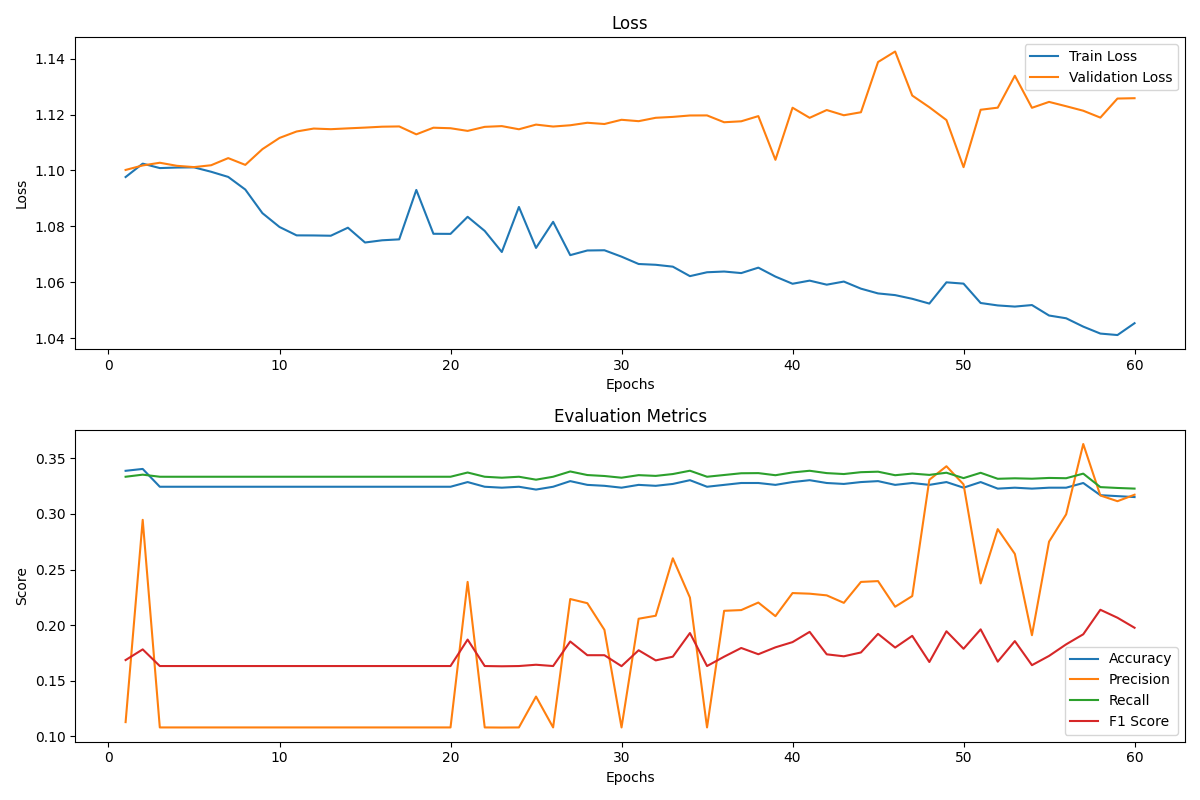 Loss
1.14
1.12
1.10
1.08
1.06
1.04
Loss
Train Loss
Validation Loss
0 10 20 30 40 50 60
Epochs
Evaluation Metrics
0.35
0.30
0.25
0.20
0.15
0.10
Score
Accuracy
Precision
Recall
F1 Score
0 10 20 30 40 50 60
Epochs